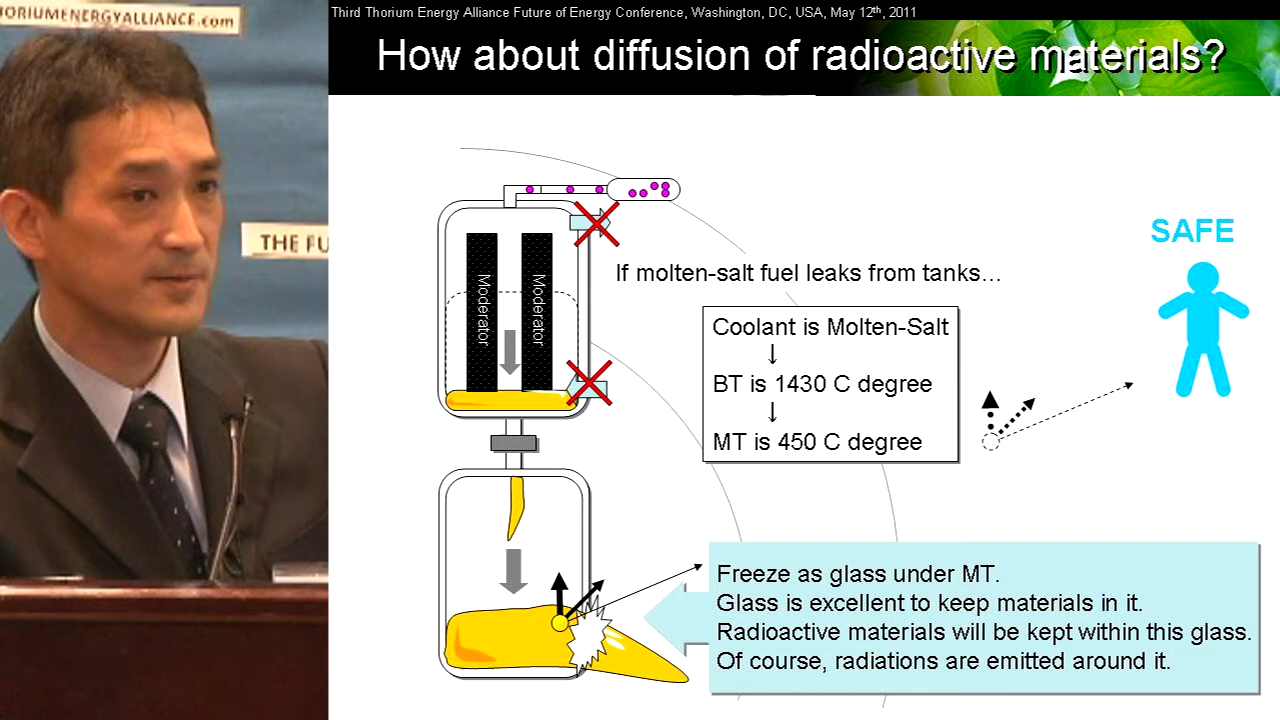 ORIUMENERGYALLIANCE.com
Third Thorium Energy Alliance Future of Energy Conference, Washington, DC, USA, May 12th, 2011
How about diffusion of radioactive materials?
THE FU
SAFE
If molten-salt fuel leaks from tanks...
Moderator
Moderator
Coolant is Molten-Salt
↓
BT is 1430 C degree
↓
MT is 450 C degree
Freeze as glass under MT.
Glass is excellent to keep materials in it.
Radioactive materials will be kept within this glass.
Of course, radiations are emitted around it.